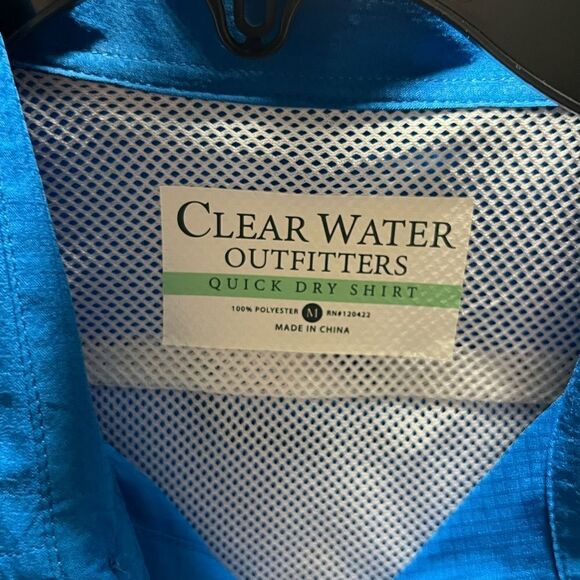 CLEAR WATER
OUTFITTERS
QUICK DRY SHIRT
100% POLYESTER M RN#120422
MADE IN CHINA